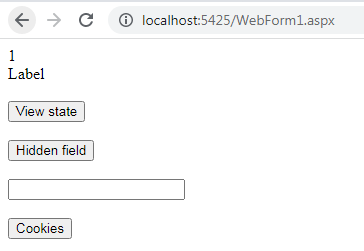 localhost:5425/WebForm1.aspx
1
Label
View state
Hidden field
Cookies